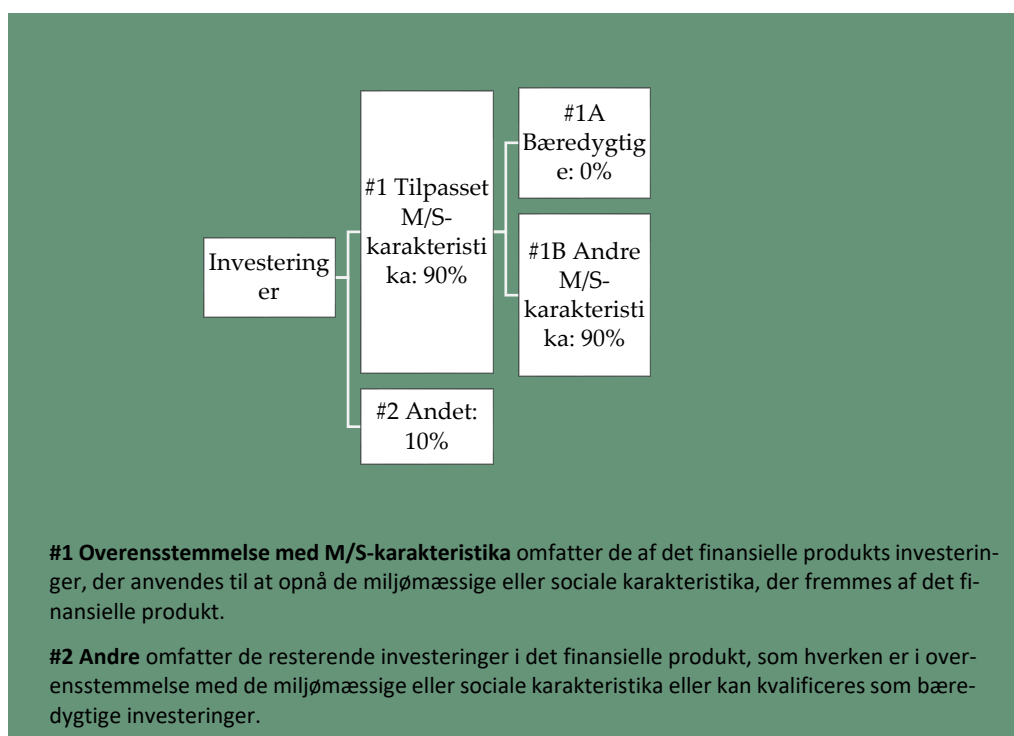 Investering
er
#1 Tilpasset
M/S-
karakteristi
ka: 90%
#2 Andet:
10%
#1A
Bæredygtig
e: 0%
#1B Andre
M/S-
karakteristi
ka: 90%
#1 Overensstemmelse med M/S-karakteristika omfatter de af det finansielle produkts investerin-
ger, der anvendes til at opnå de miljømæssige eller sociale karakteristika, der fremmes af det fi-
nansielle produkt.
#2 Andre omfatter de resterende investeringer i det finansielle produkt, som hverken er i over-
ensstemmelse med de miljømæssige eller sociale karakteristika eller kan kvalificeres som bære-
dygtige investeringer.